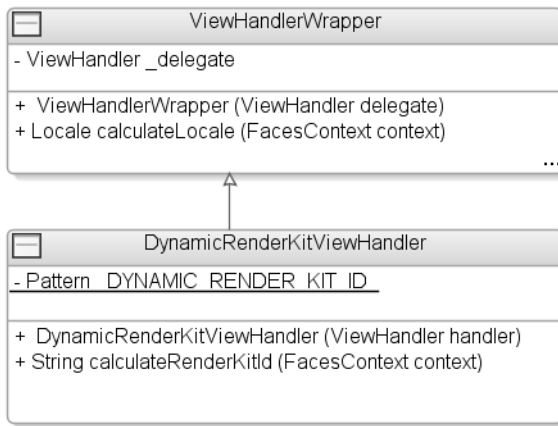 ViewHandlerWrapper
- ViewHandler _delegate
+ ViewHandlerWrapper (ViewHandler delegate)
+ Locale calculateLocale (FacesContext context)
...
DynamicRenderKitViewHandler
- Pattern _DYNAMIC_RENDER_KIT_ID_
+ DynamicRenderKitViewHandler (ViewHandler handler)
+ String calculateRenderKitId (FacesContext context)